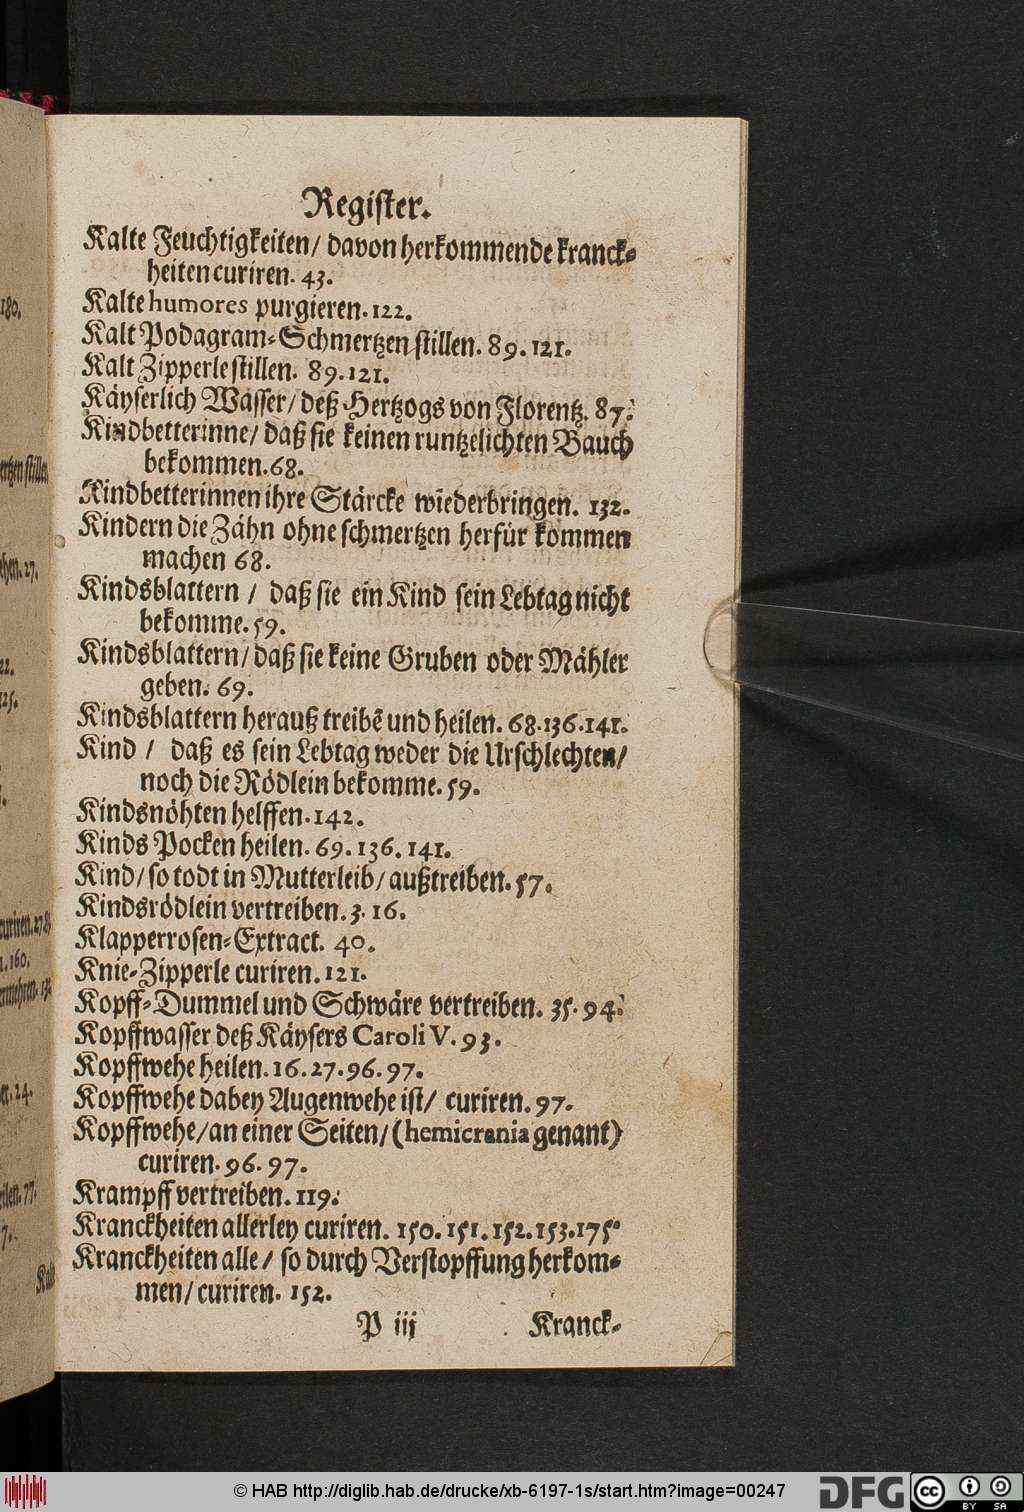 Register.
Kalte Feuchtigkeiten/ davon herkommende kranck-
heiten curiren. 43.
Kalte humores purgieren. 122.
Kalt Podagram-Schmertzen stillen. 89. 121.
Kalt Zipperle stillen. 89. 121.
Käyserlich Wasser/ deß Hertzogs von Florentz. 87.
Kindbetterinne/ daß sie keinen runtzelichten Bauch
bekommen. 68.
Kindbetterinnen ihre Stärcke wiederbringen. 132.
Kindern die Zähn ohne schmertzen herfür kommen
machen 68.
Kindsblattern / daß sie ein Kind sein Lebtag nicht
bekomme. 59.
Kindsblattern/ daß sie keine Gruben oder Mähler
geben. 69.
Kindsblattern herauß treibẽ und heilen. 68. 136. 141.
Kind / daß es sein Lebtag weder die Urschlechten/
noch die Rödlein bekomme. 59.
Kindsnöhten helffen. 142.
Kinds Pocken heilen. 69. 136. 141.
Kind/ so todt in Mutterleib/ außtreiben. 57.
Kindsrödlein vertreiben. 3. 16.
Klapperrosen-Extract. 40.
Knie-Zipperle curiren. 121.
Kopff-Dummel und Schwäre vertreiben. 35. 94.
Kopffwasser deß Käysers Caroli V. 93.
Kopffwehe heilen. 16. 27. 96. 97.
Kopffwehe dabey Augenwehe ist/ curiren. 97.
Kopffwehe/ an einer Seiten/ (hemicrania genant)
curiren. 96. 97.
Krampff vertreiben. 119.
Kranckheiten allerley curiren. 150. 151. 152. 153. 175.
Kranckheiten alle/ so durch Verstopffung herkom-
men/ curiren. 152.
P iij Kranck-
© HAB http://diglib.hab.de/drucke/xb-6197-1s/start.htm?image=00247
DFG
cc BY SA